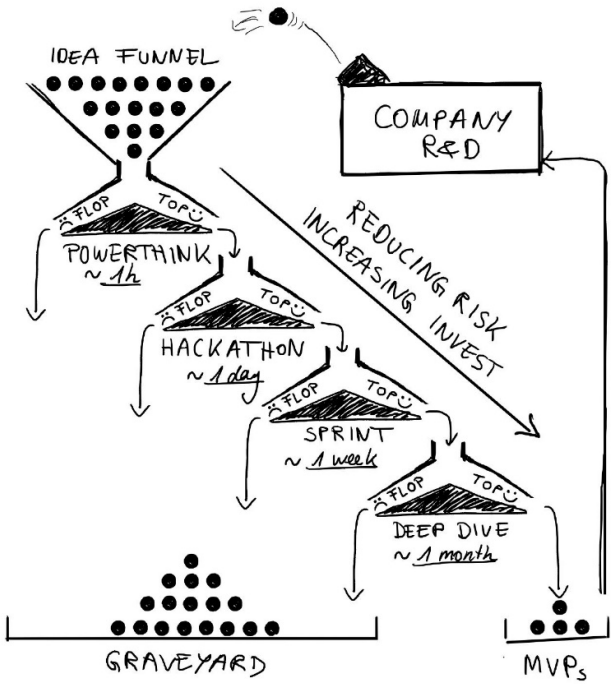 IDEA FUNNEL
COMPANY
R&D
FLOP
TOP
POWERTHINK
~ 1h
REDUCING RISK
INCREASING INVEST
FLOP
TOP
HACKATHON
~ 1 day
FLOP
TOP
SPRINT
~ 1 week
FLOP
TOP
DEEP DIVE
~ 1 month
GRAVEYARD
MVPs